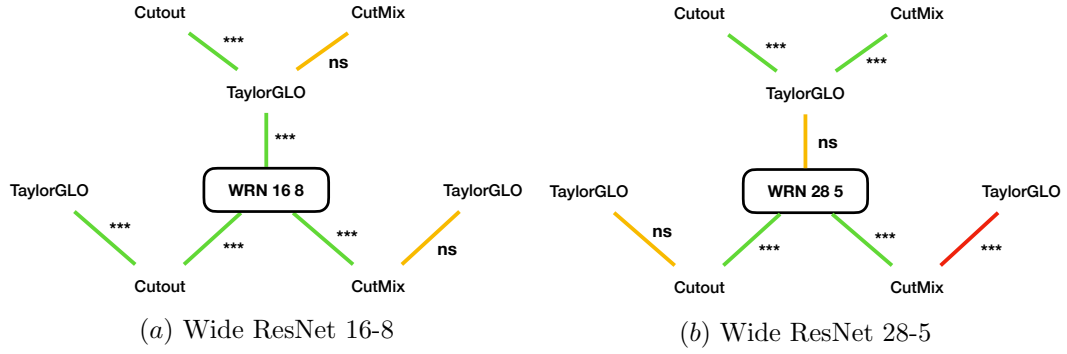 Cutout CutMix
*** ns
TaylorGLO
***
WRN 16 8
TaylorGLO TaylorGLO
*** *** *** ns
Cutout CutMix
(a) Wide ResNet 16-8
Cutout CutMix
*** ***
TaylorGLO
ns
WRN 28 5
TaylorGLO TaylorGLO
ns *** *** ***
Cutout CutMix
(b) Wide ResNet 28-5